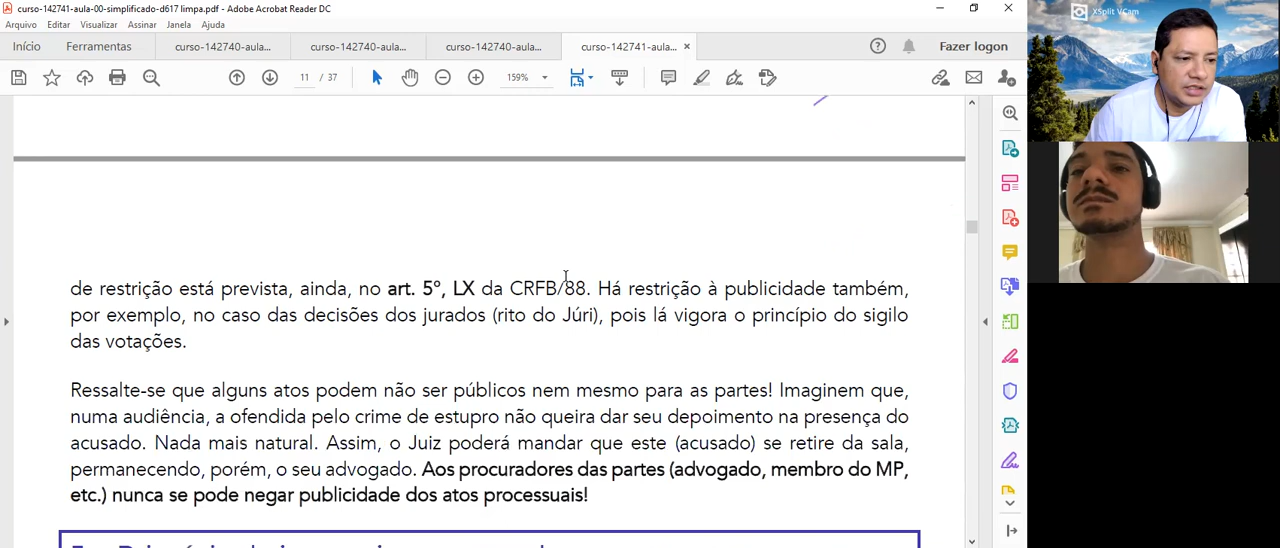 curso-142741-aula-00-simplificado-d617 limpa.pdf - Adobe Acrobat Reader DC
Arquivo Editar Visualizar Assinar Janela Ajuda
Início Ferramentas curso-142740-aula... curso-142740-aula... curso-142740-aula... curso-142741-aula... × Fazer logon
11 / 37 159%
XSplit VCam
de restrição está prevista, ainda, no art. 5º, LX da CRFB/88. Há restrição à publicidade também,
por exemplo, no caso das decisões dos jurados (rito do Júri), pois lá vigora o princípio do sigilo
das votações.
Ressalte-se que alguns atos podem não ser públicos nem mesmo para as partes! Imaginem que,
numa audiência, a ofendida pelo crime de estupro não queira dar seu depoimento na presença do
acusado. Nada mais natural. Assim, o Juiz poderá mandar que este (acusado) se retire da sala,
permanecendo, porém, o seu advogado. Aos procuradores das partes (advogado, membro do MP,
etc.) nunca se pode negar publicidade dos atos processuais!